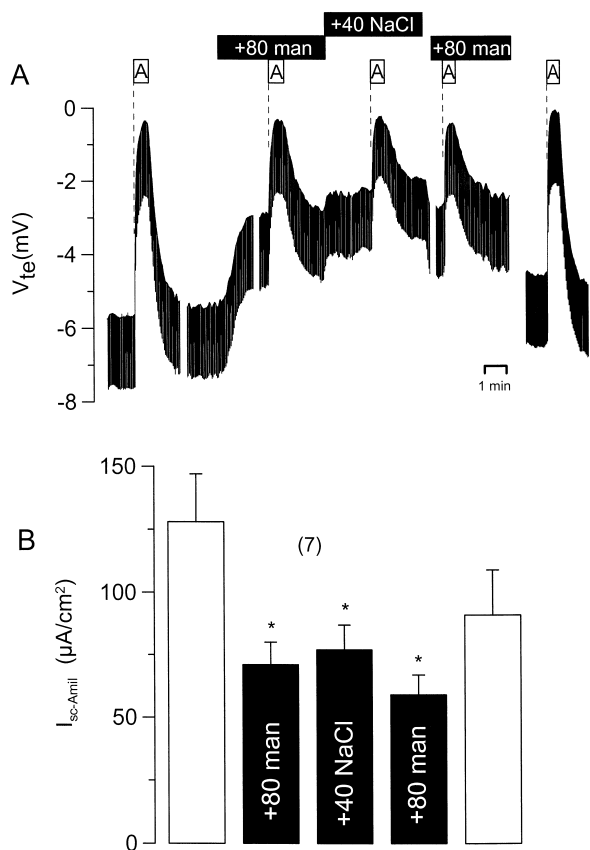 +40 NaCl
+80 man
+80 man
A
A
A
A
A
A
0
-2
-4
-6
-8
Vte(mV)
1 min
B
150
100
50
0
Isc-Amil (µA/cm²)
(7)
*
*
*
+80 man
+40 NaCl
+80 man